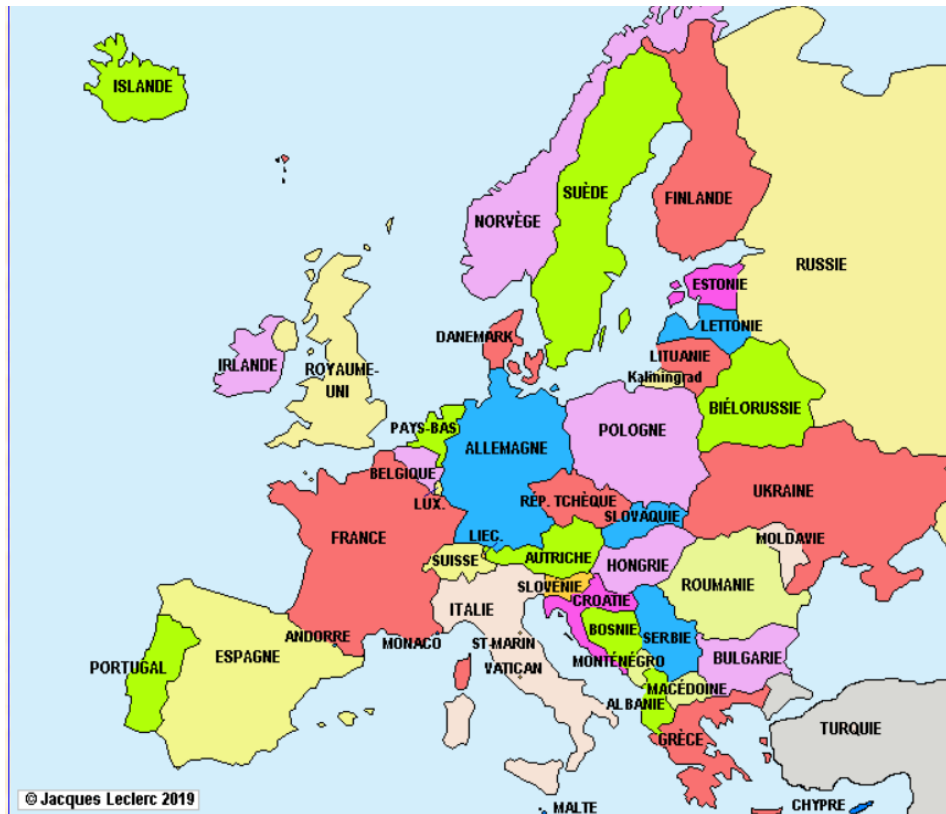 ISLANDE
SUÈDE
FINLANDE
NORVÈGE
RUSSIE
ESTONIE
LETTONIE
DANEMARK
LITUANIE
Kaliningrad
IRLANDE
ROYAUME-
UNI
BIÉLORUSSIE
PAYS-BAS
POLOGNE
ALLEMAGNE
BELGIQUE
UKRAINE
RÉP. TCHÈQUE
LUX.
SLOVAQUIE
FRANCE
LIEC.
MOLDAVIE
AUTRICHE
SUISSE
HONGRIE
ROUMANIE
SLOVÉNIE
CROATIE
ITALIE
BOSNIE
ANDORRE
MONACO
ST-MARIN
SERBIE
ESPAGNE
BULGARIE
MONTÉNÉGRO
PORTUGAL
VATICAN
MACÉDOINE
ALBANIE
TURQUIE
GRÈCE
© Jacques Leclerc 2019
MALTE
CHYPRE